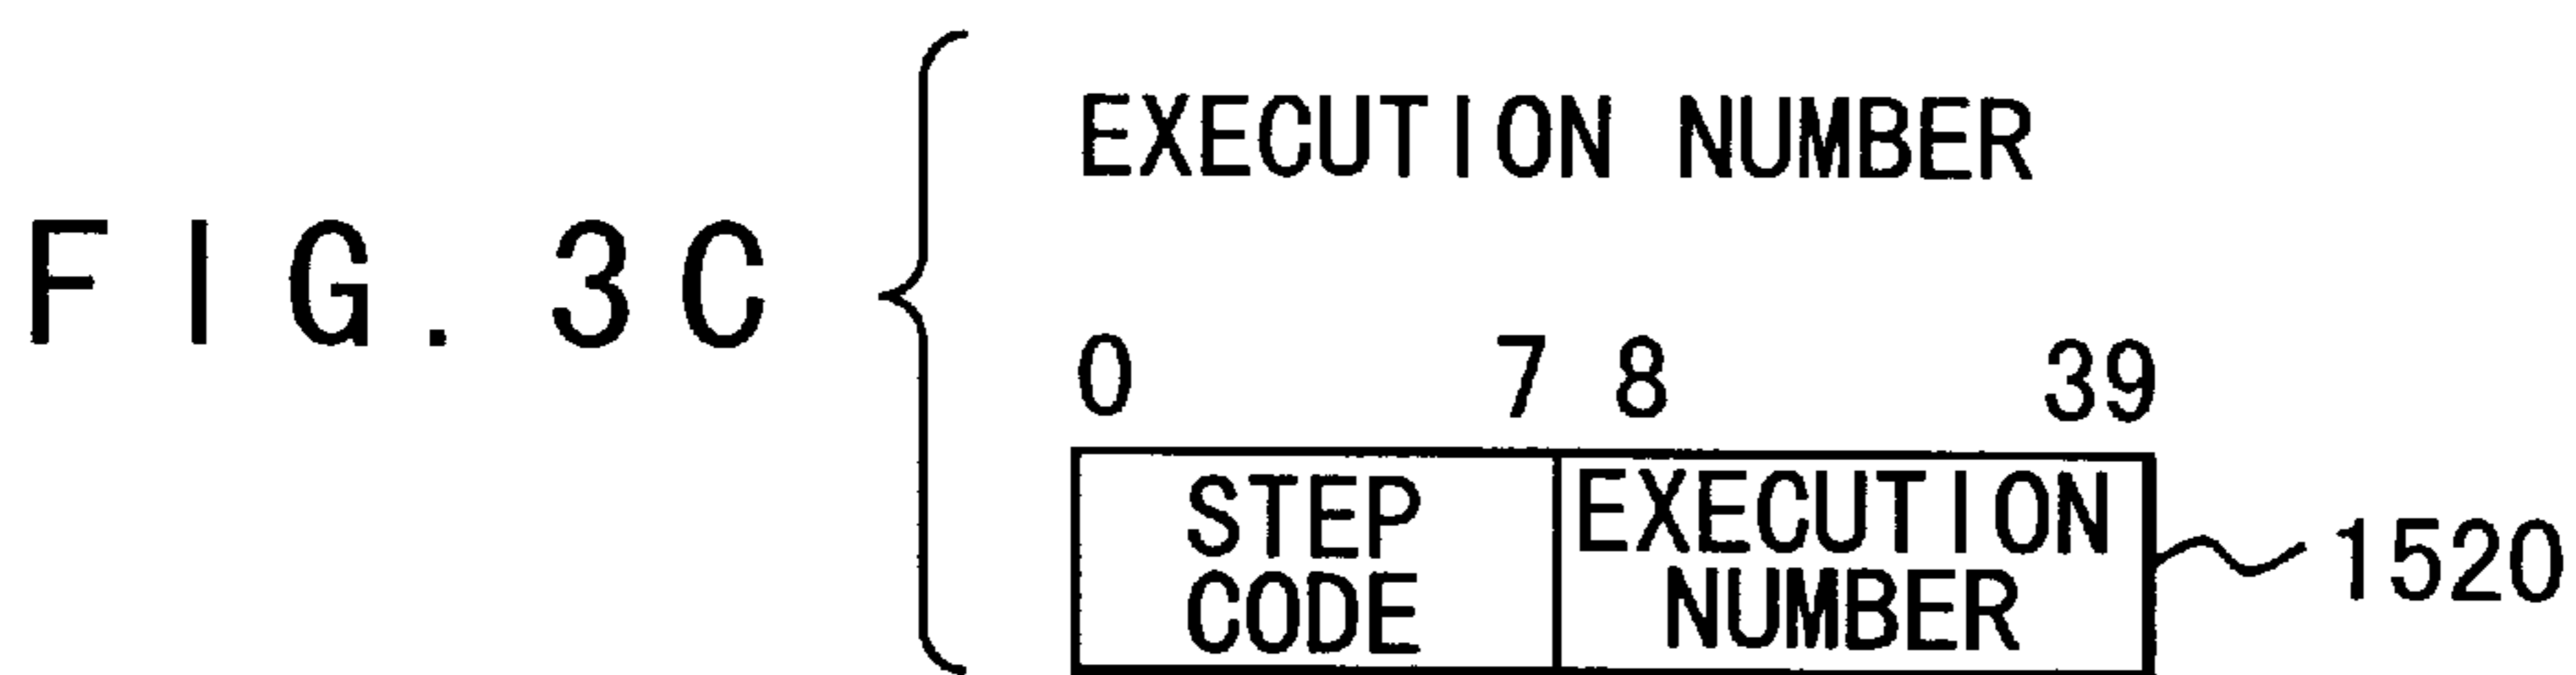 FIG. 3C
EXECUTION NUMBER
0 7 8 39
STEP CODE
EXECUTION NUMBER
1520